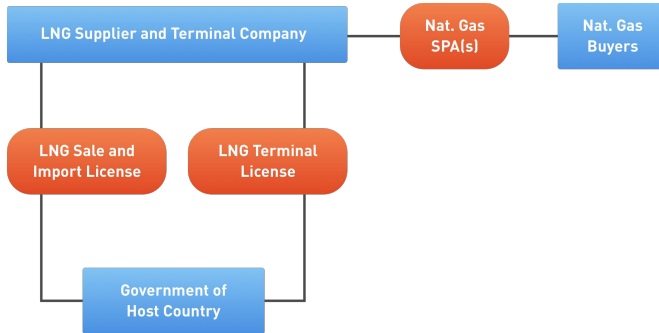 LNG Supplier and Terminal Company
Nat. Gas
SPA(s)
Nat. Gas
Buyers
LNG Sale and
Import License
LNG Terminal
License
Government of
Host Country